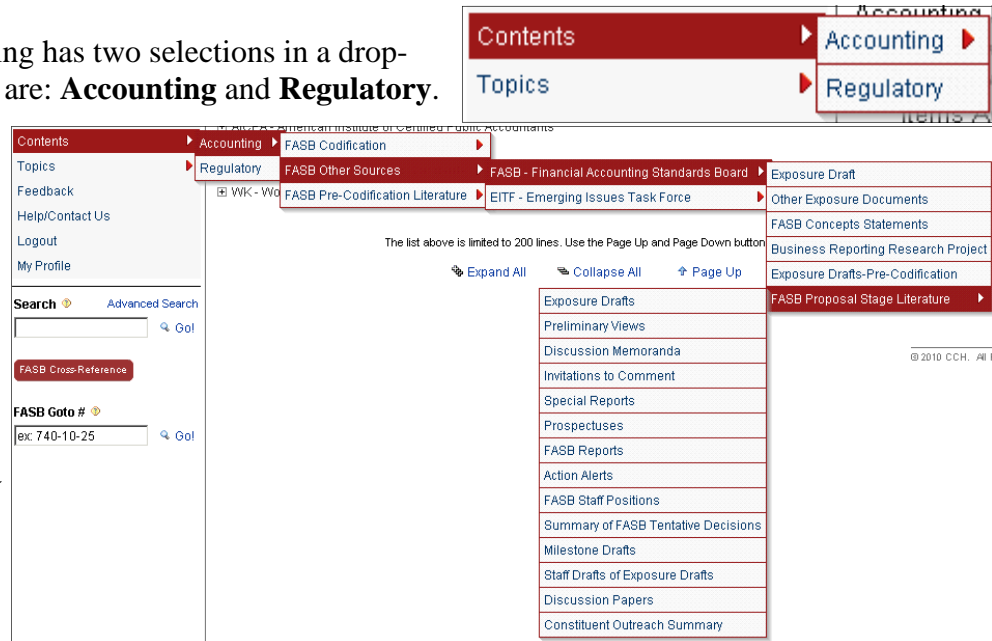 ing has two selections in a drop-
are: Accounting and Regulatory.
Contents
Topics
Accounting
Regulatory
Contents
Topics
Feedback
Help/Contact Us
Logout
My Profile
Search
Advanced Search
Go!
FASB Cross-Reference
FASB Goto #
ex: 740-10-25
Go!
Accounting
Regulatory
FASB Codification
FASB Other Sources
FASB Pre-Codification Literature
FASB - Financial Accounting Standards Board
EITF - Emerging Issues Task Force
Exposure Draft
Other Exposure Documents
FASB Concepts Statements
Business Reporting Research Project
Exposure Drafts-Pre-Codification
FASB Proposal Stage Literature
WK - Wo
The list above is limited to 200 lines. Use the Page Up and Page Down button
Expand All Collapse All Page Up
Exposure Drafts
Preliminary Views
Discussion Memoranda
Invitations to Comment
Special Reports
Prospectuses
FASB Reports
Action Alerts
FASB Staff Positions
Summary of FASB Tentative Decisions
Milestone Drafts
Staff Drafts of Exposure Drafts
Discussion Papers
Constituent Outreach Summary
© 2010 CCH. All